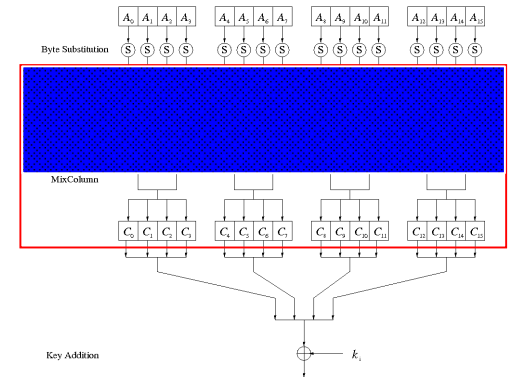 A₀ A₁ A₂ A₃ A₄ A₅ A₆ A₇ A₈ A₉ A₁₀ A₁₁ A₁₂ A₁₃ A₁₄ A₁₅
Byte Substitution S S S S S S S S S S S S S S S S
MixColumn
C₀ C₁ C₂ C₃ C₄ C₅ C₆ C₇ C₈ C₉ C₁₀ C₁₁ C₁₂ C₁₃ C₁₄ C₁₅
Key Addition kᵢ